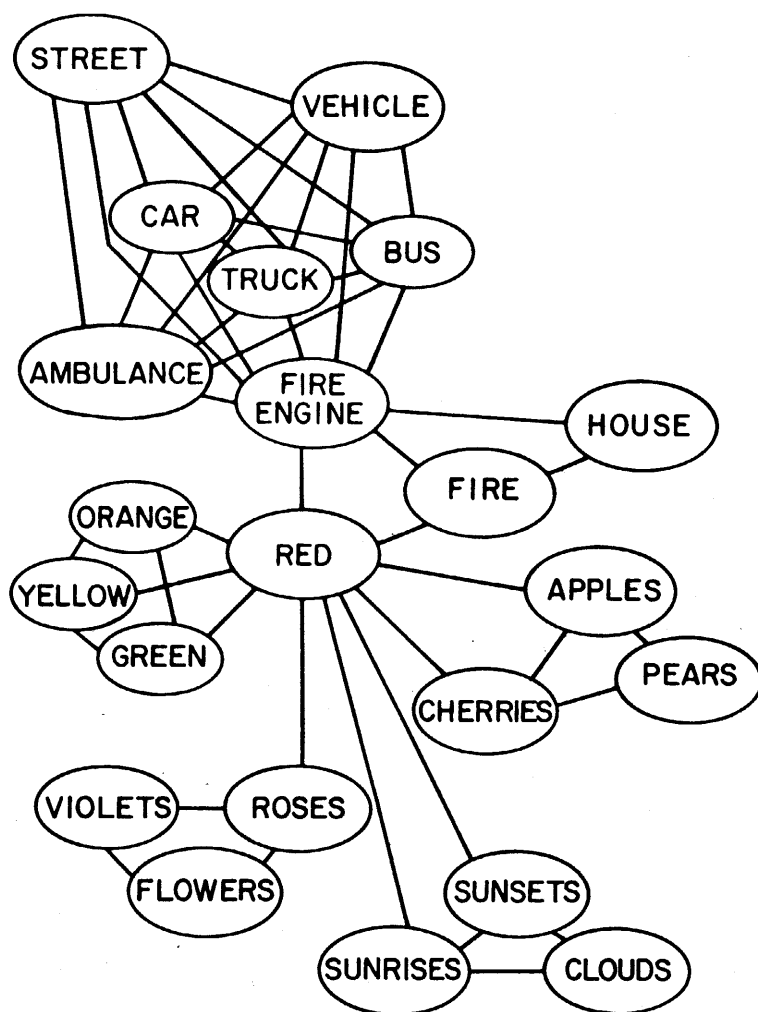 STREET
VEHICLE
CAR
BUS
TRUCK
AMBULANCE
FIRE
ENGINE
HOUSE
FIRE
ORANGE
RED
YELLOW
APPLES
GREEN
PEARS
CHERRIES
VIOLETS
ROSES
FLOWERS
SUNSETS
SUNRISES
CLOUDS